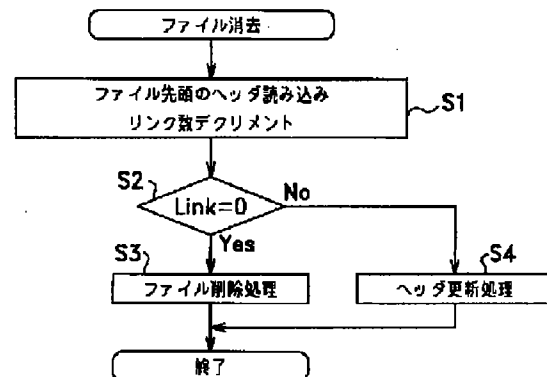 ファイル消去
ファイル先頭のヘッダ読み込み
リンク数デクリメント
S1
S2
Link=0
No
Yes
S3
S4
ファイル削除処理
ヘッダ更新処理
終了